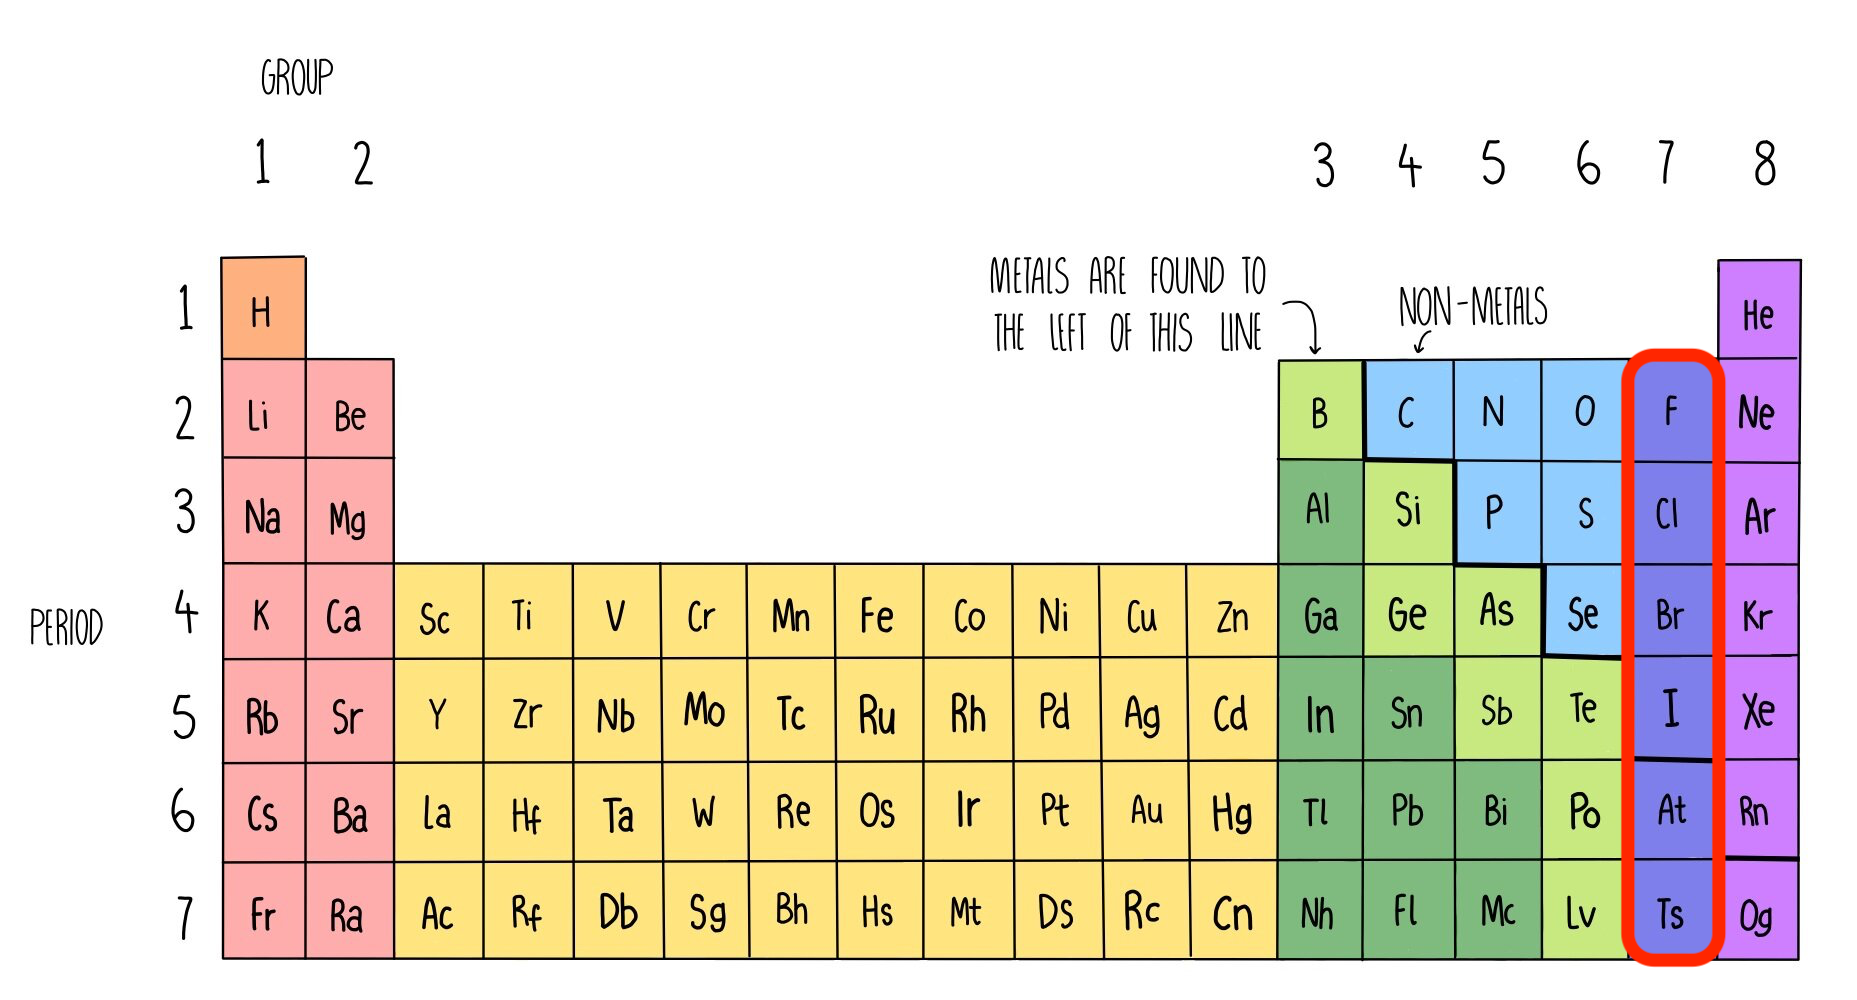 GROUP
1 2 3 4 5 6 7 8
METALS ARE FOUND TO
THE LEFT OF THIS LINE
NON-METALS
1 H He
2 Li Be B C N O F Ne
3 Na Mg Al Si P S Cl Ar
PERIOD
4 K Ca Sc Ti V Cr Mn Fe Co Ni Cu Zn Ga Ge As Se Br Kr
5 Rb Sr Y Zr Nb Mo Tc Ru Rh Pd Ag Cd In Sn Sb Te I Xe
6 Cs Ba La Hf Ta W Re Os Ir Pt Au Hg Tl Pb Bi Po At Rn
7 Fr Ra Ac Rf Db Sg Bh Hs Mt Ds Rc Cn Nh Fl Mc Lv Ts Og